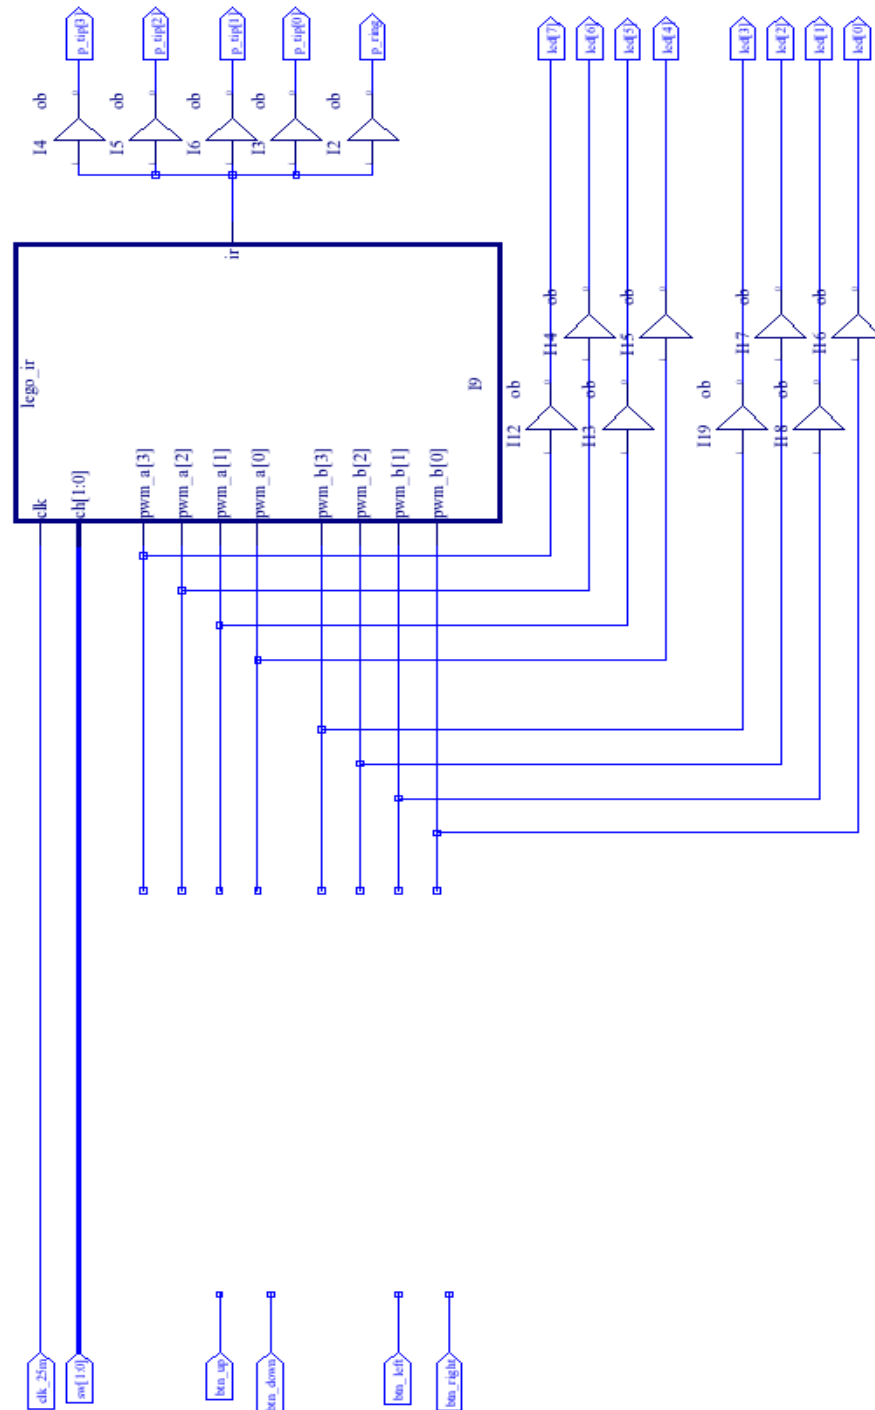 p_tip[3]
p_tip[2]
p_tip[1]
p_tip[0]
p_ring
led[7]
led[6]
led[5]
led[4]
led[3]
led[2]
led[1]
led[0]
o
o
o
o
o
ob
ob
ob
ob
ob
I4
I5
I6
I3
I2
I
I
I
I
I
ir
lego_ir
I9
o
o
o
o
ob
ob
ob
ob
I14
I15
I17
I16
I
I
I
I
o
o
o
o
ob
ob
ob
ob
I12
I13
I19
I18
I
I
I
I
clk
ch[1:0]
pwm_a[3]
pwm_a[2]
pwm_a[1]
pwm_a[0]
pwm_b[3]
pwm_b[2]
pwm_b[1]
pwm_b[0]
clk_25m
sw[1:0]
btn_up
btn_down
btn_left
btn_right